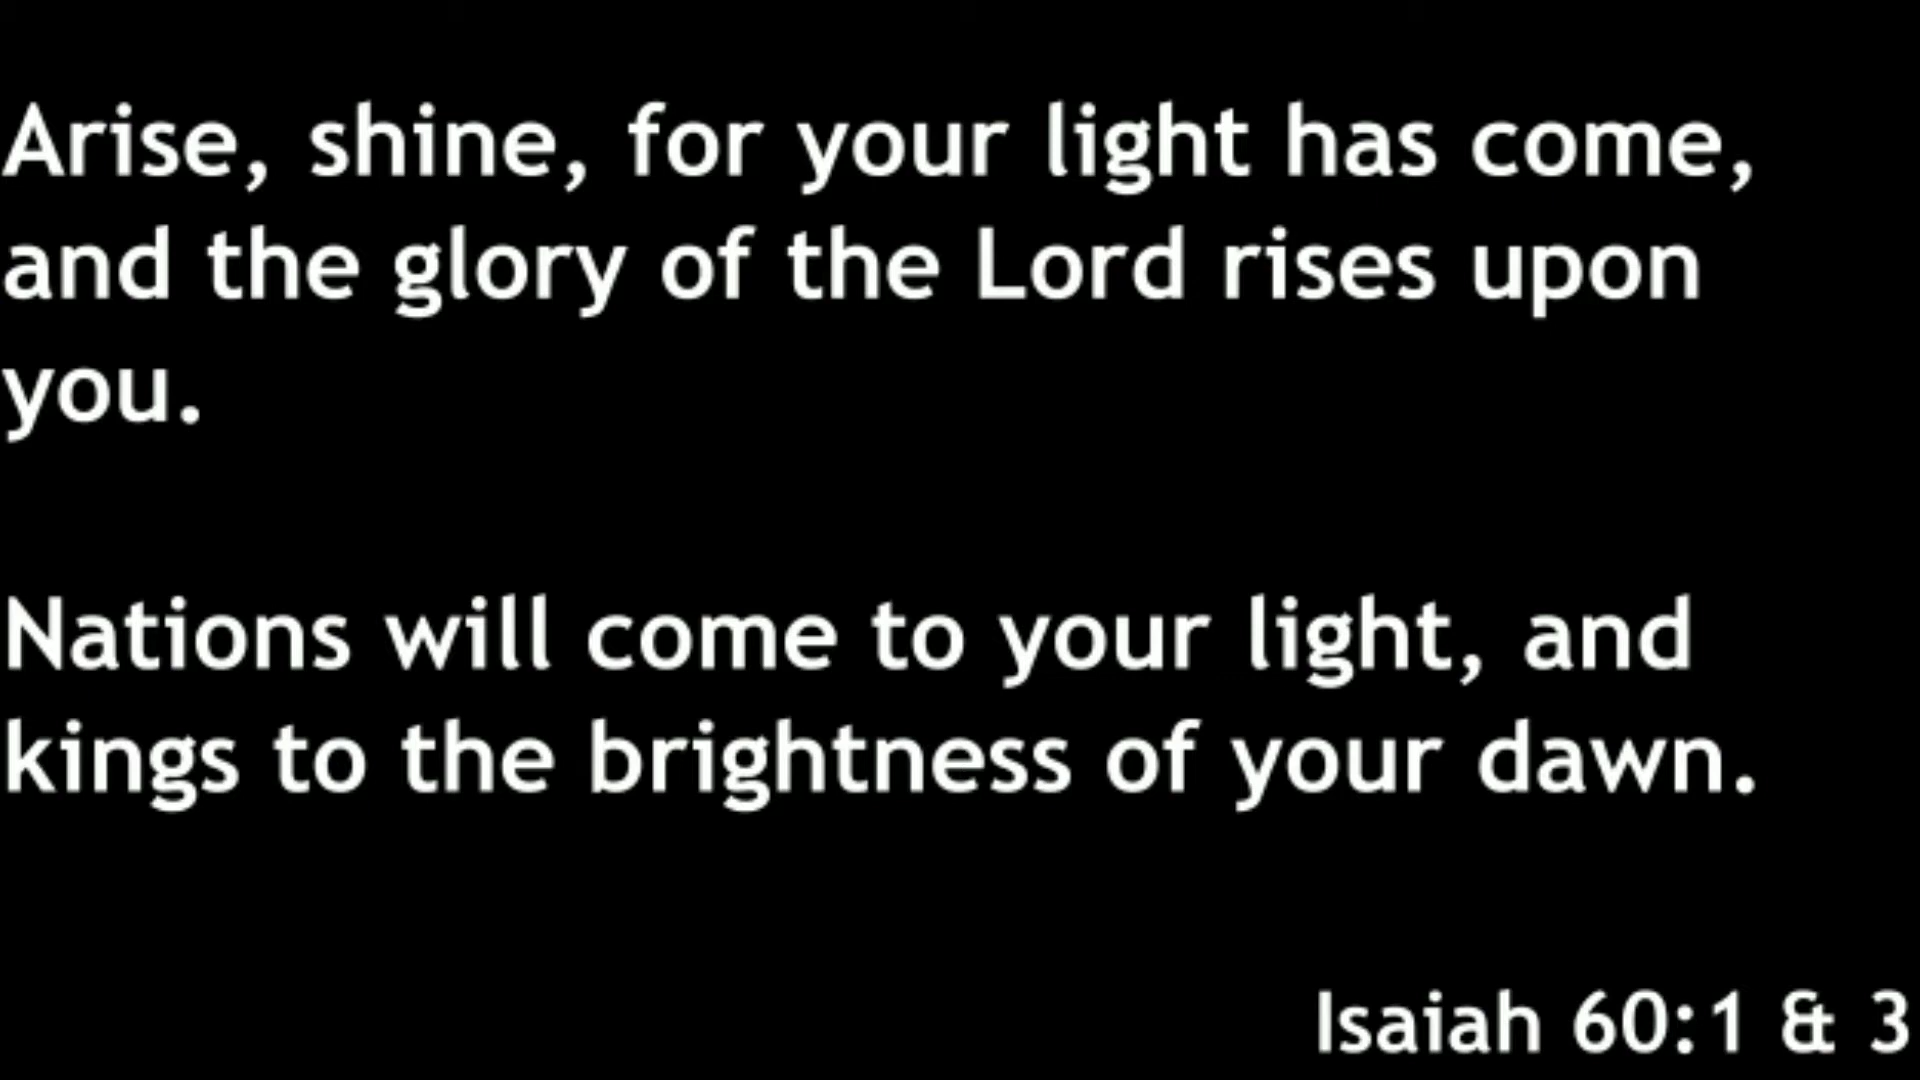 Arise, shine, for your light has come,
and the glory of the Lord rises upon
you.
Nations will come to your light, and
kings to the brightness of your dawn.
Isaiah 60:1 & 3